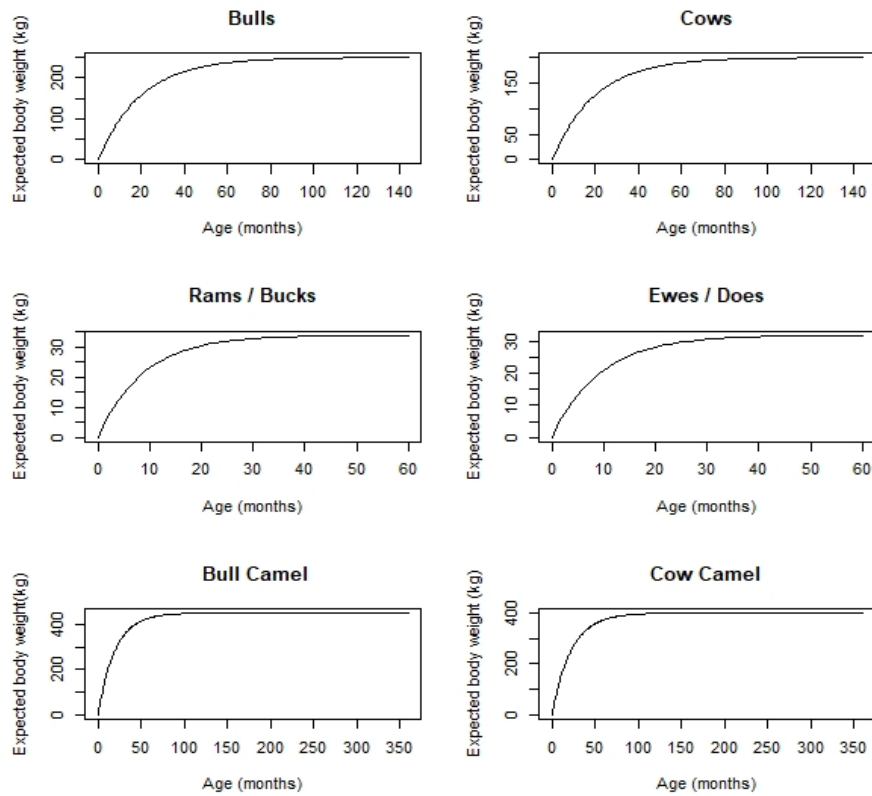 Bulls
Expected body weight (kg)
0 100 200
0 20 40 60 80 100 120 140
Age (months)
Cows
Expected body weight (kg)
0 50 150
0 20 40 60 80 100 120 140
Age (months)
Rams / Bucks
Expected body weight (kg)
0 10 20 30
0 10 20 30 40 50 60
Age (months)
Ewes / Does
Expected body weight (kg)
0 10 20 30
0 10 20 30 40 50 60
Age (months)
Bull Camel
Expected body weight(kg)
0 200 400
0 50 100 150 200 250 300 350
Age (months)
Cow Camel
Expected body weight (kg)
0 200 400
0 50 100 150 200 250 300 350
Age (months)